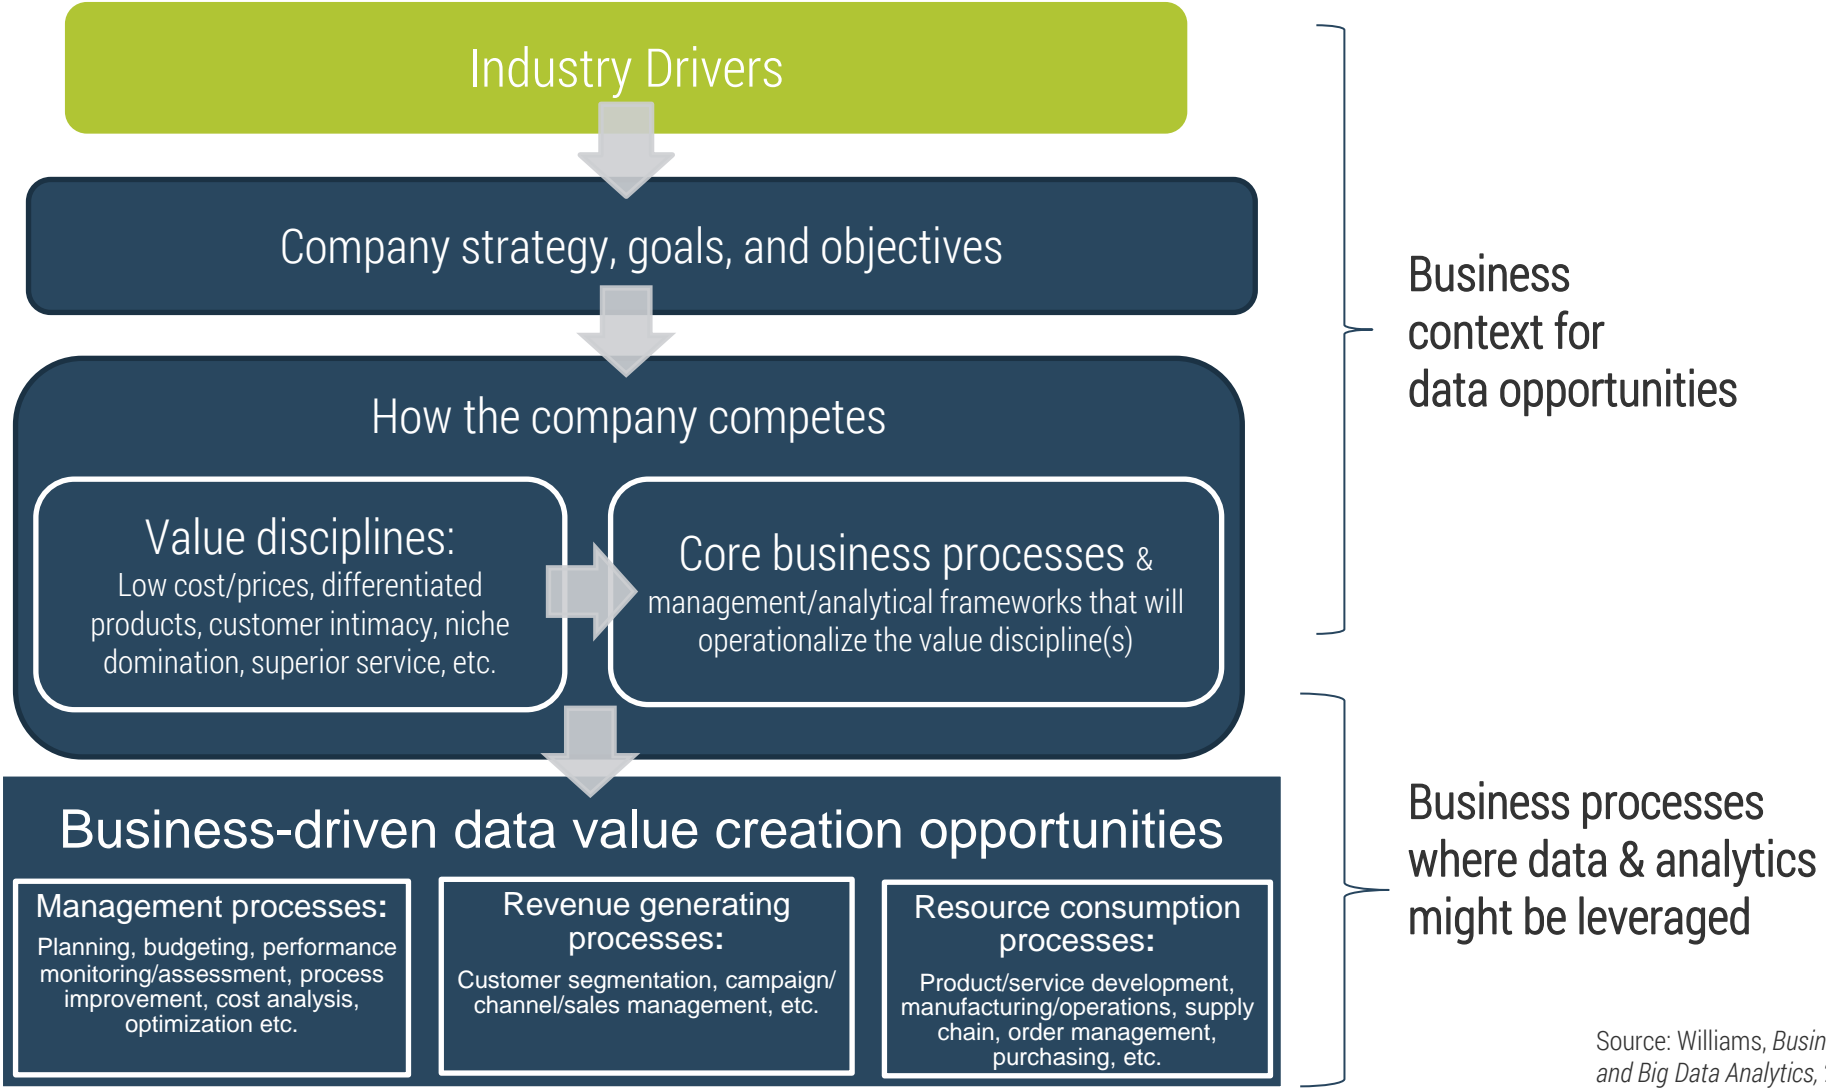 Industry Drivers
Company strategy, goals, and objectives
How the company competes
Value disciplines:
Low cost/prices, differentiated
products, customer intimacy, niche
domination, superior service, etc.
Core business processes &
management/analytical frameworks that will
operationalize the value discipline(s)
Business
context for
data opportunities
Business-driven data value creation opportunities
Management processes:
Planning, budgeting, performance
monitoring/assessment, process
improvement, cost analysis,
optimization etc.
Revenue generating
processes:
Customer segmentation, campaign/
channel/sales management, etc.
Resource consumption
processes:
Product/service development,
manufacturing/operations, supply
chain, order management,
purchasing, etc.
Business processes
where data & analytics
might be leveraged
Source: Williams,
and Big Data Analytics,